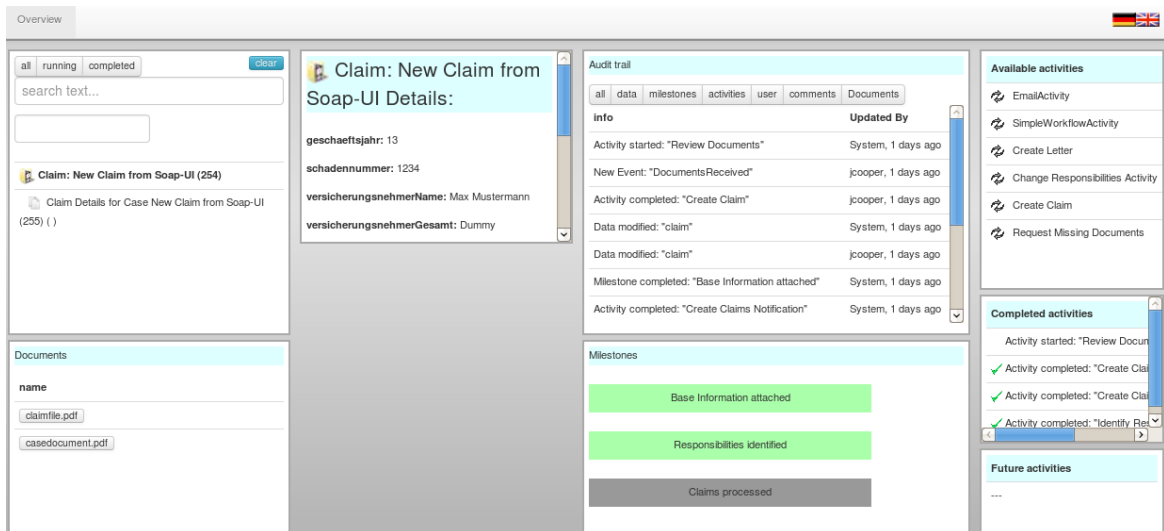 Overview
all running completed clear
search text...
Claim: New Claim from Soap-UI (254)
Claim Details for Case New Claim from Soap-UI
(255) ( )
Documents
name
claimfile.pdf
casedocument.pdf
Claim: New Claim from
Soap-UI Details:
geschaeftsjahr: 13
schadennummer: 1234
versicherungsnehmerName: Max Mustermann
versicherungsnehmerGesamt: Dummy
Audit trail
all data milestones activities user comments Documents
info Updated By
Activity started: "Review Documents" System, 1 days ago
New Event: "DocumentsReceived" jcooper, 1 days ago
Activity completed: "Create Claim" jcooper, 1 days ago
Data modified: "claim" System, 1 days ago
Data modified: "claim" jcooper, 1 days ago
Milestone completed: "Base Information attached" System, 1 days ago
Activity completed: "Create Claims Notification" System, 1 days ago
Milestones
Base Information attached
Responsibilities identified
Claims processed
Available activities
EmailActivity
SimpleWorkflowActivity
Create Letter
Change Responsibilities Activity
Create Claim
Request Missing Documents
Completed activities
Activity started: "Review Docun
Activity completed: "Create Clai
Activity completed: "Create Clai
Activity completed: "Identify Res
Future activities
---